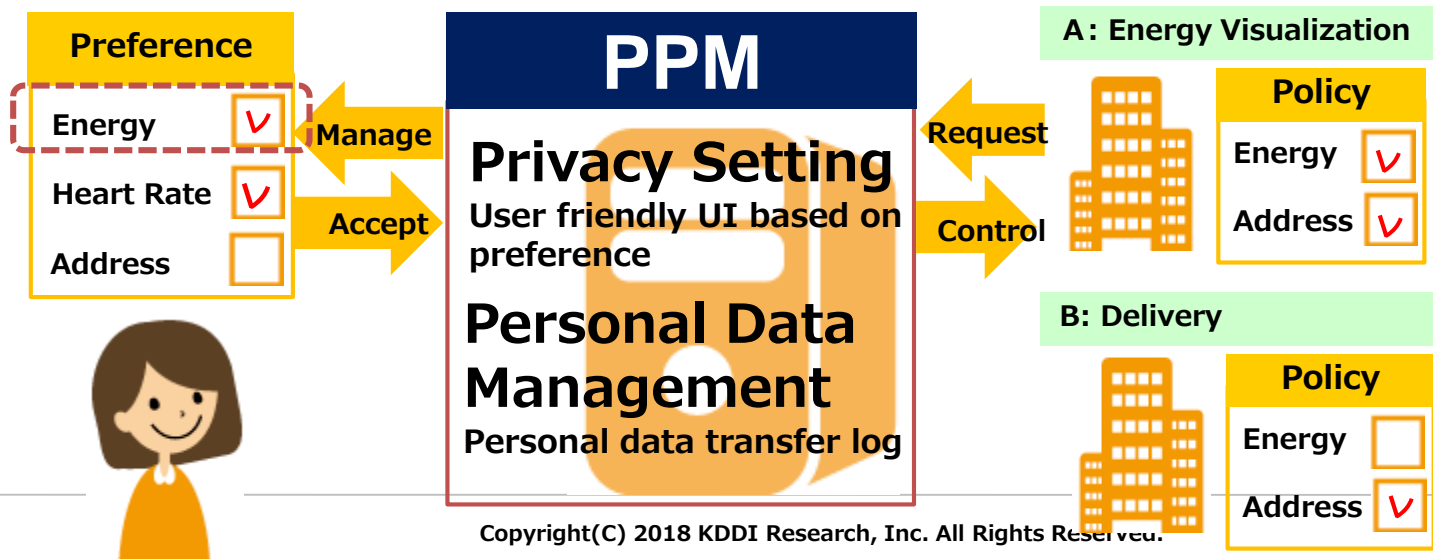 Preference
Energy
Heart Rate
Address
Manage
Accept
PPM
Privacy Setting
User friendly UI based on
preference
Personal Data
Management
Personal data transfer log
Request
Control
A: Energy Visualization
Policy
Energy
Address
B: Delivery
Policy
Energy
Address
Copyright(C) 2018 KDDI Research, Inc. All Rights Reserved.